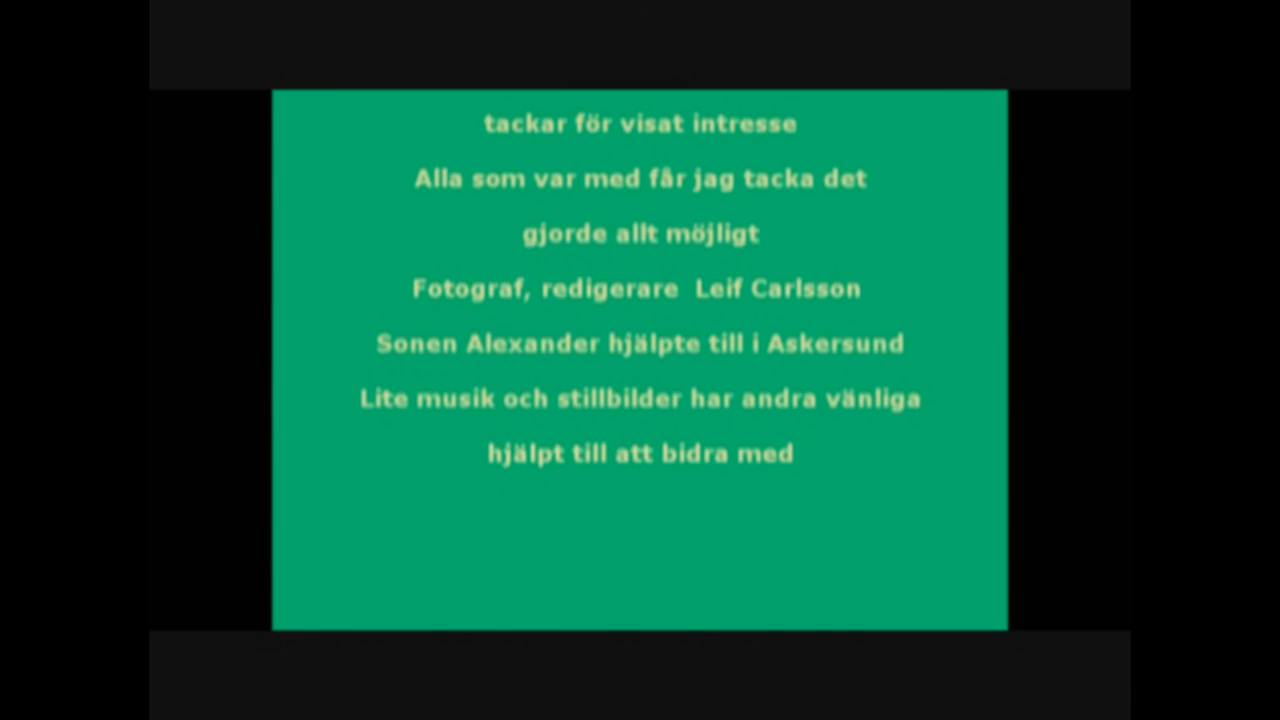 tackar för visat intresse
Alla som var med får jag tacka det
gjorde allt möjligt
Fotograf, redigerare  Leif Carlsson
Sonen Alexander hjälpte till i Askersund
Lite musik och stillbilder har andra vänliga
hjälpt till att bidra med